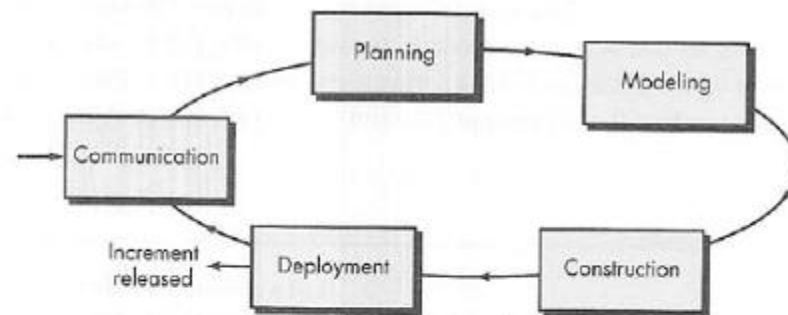 Planning
Modeling
Communication
Increment
released
Deployment
Construction